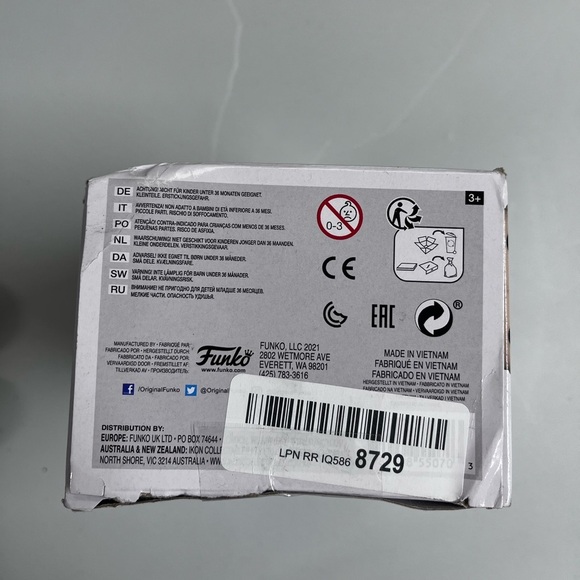 DE ACHTUNG! NICHT FÜR KINDER UNTER 36 MONATEN GEEIGNET.
KLEINTEILE. ERSTICKUNGSGEFAHR.
IT AVVERTENZA! NON ADATTO A BAMBINI DI ETÀ INFERIORE A 36 MESI.
PICCOLE PARTI. RISCHIO DI SOFFOCAMENTO.
PO ATENÇÃO! CONTRA-INDICADO PARA CRIANÇAS COM MENOS DE 36 MESES.
PEQUENAS PARTES. RISCO DE ASFIXIA.
NL WAARSCHUWING! NIET GESCHIKT VOOR KINDEREN JONGER DAN 36 MAANDEN.
KLEINE ONDERDELEN. VERSTIKKINGSGEVAAR.
DA ADVARSEL! IKKE EGNET TIL BØRN UNDER 36 MÅNEDER.
SMÅ DELE. KVÆLNINGSFARE.
SW VARNING! INTE LÄMPLIG FÖR BARN UNDER 36 MÅNADER.
SMÅ DELAR. KVÄVNINGSRISK.
RU ВНИМАНИЕ! НЕ ПРИГОДНО ДЛЯ ДЕТЕЙ МЛАДШЕ 36 МЕСЯЦЕВ.
МЕЛКИЕ ЧАСТИ. ОПАСНОСТЬ УДУШЬЯ.
0-3
3+
CE
EAC
®
MANUFACTURED BY • FABRIQUÉ PAR
FABRICADO POR • HERGESTELLT DURCH
FABBRICATO DA • FABRICADO POR
VERVAARDIGD DOOR • FREMSTILLET AF
TILLVERKAD AV • ПРОИЗВОДИТЕЛЬ:
Funko
www.funko.com
FUNKO, LLC 2021
2802 WETMORE AVE
EVERETT, WA 98201
(425) 783-3616
MADE IN VIETNAM
FABRIQUÉ EN VIETNAM
FABRICADO EN VIETNAM
HERGESTELLT IN VIETNAM • FABBRICATO IN VIETNAM
/OriginalFunko
DISTRIBUTION BY:
EUROPE: FUNKO UK LTD • PO BOX 74644 •
AUSTRALIA & NEW ZEALAND: IKON COLLE
NORTH SHORE, VIC 3214 AUSTRALIA • WWW
LPN RR IQ586 8729
3